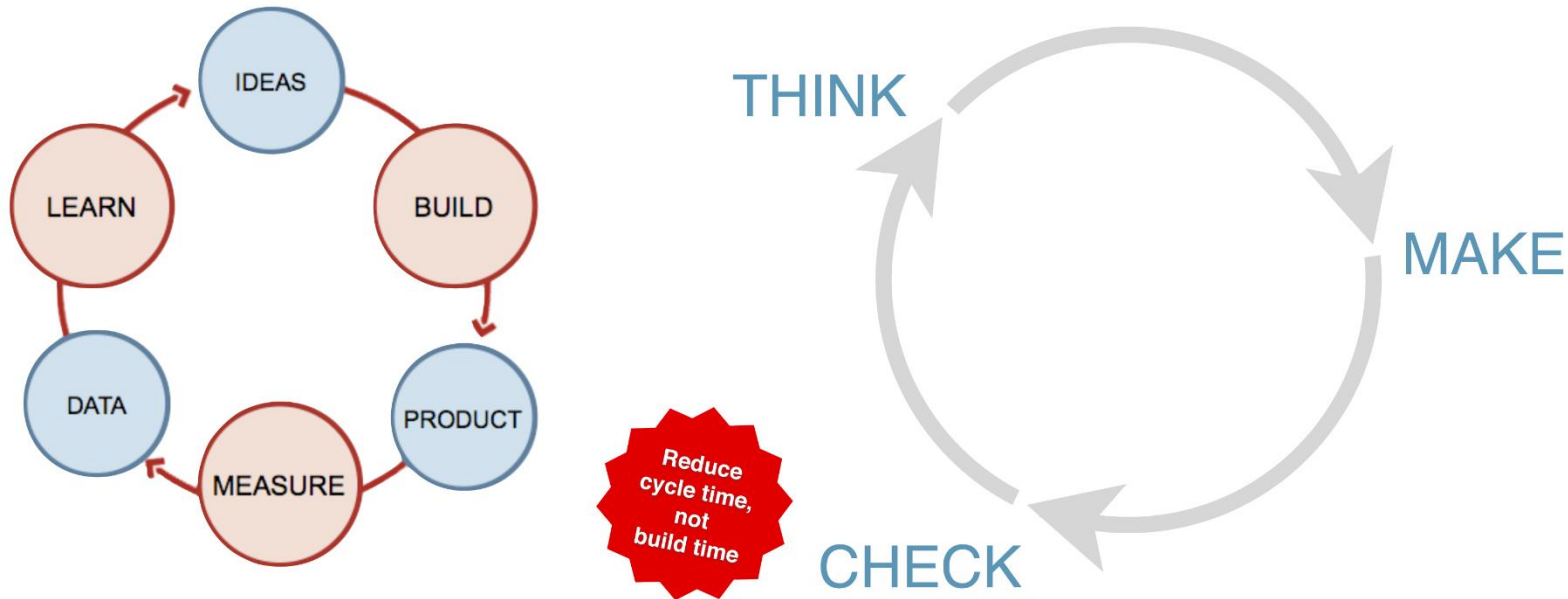 IDEAS
BUILD
PRODUCT
MEASURE
DATA
LEARN
Reduce
cycle time,
not
build time
THINK
MAKE
CHECK